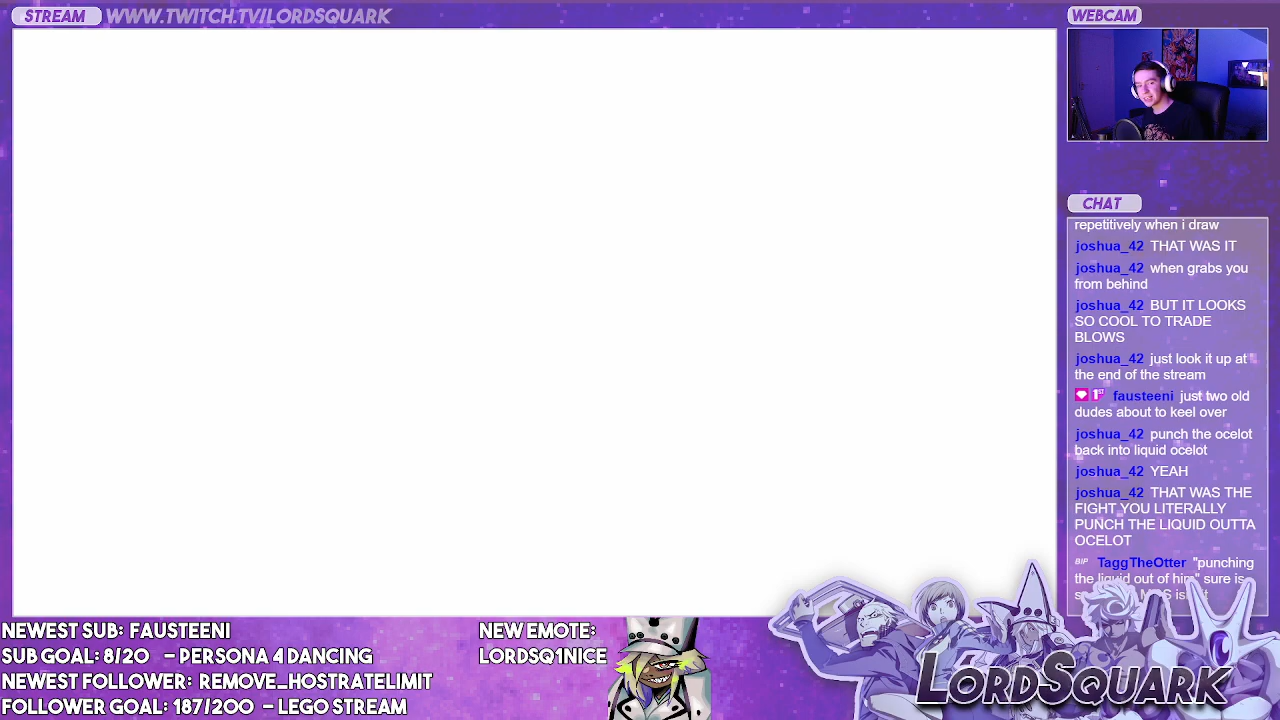 STREAM WWW.TWITCH.TV/LORDSQUARK
WEBCAM
CHAT
repetitively when i draw
joshua_42 THAT WAS IT
joshua_42 when grabs you
from behind
joshua_42 BUT IT LOOKS
SO COOL TO TRADE
BLOWS
joshua_42 just look it up at
the end of the stream
1ST fausteeni just two old
dudes about to keel over
joshua_42 punch the ocelot
back into liquid ocelot
joshua_42 YEAH
joshua_42 THAT WAS THE
FIGHT YOU LITERALLY
PUNCH THE LIQUID OUTTA
OCELOT
BIP TaggTheOtter "punching
the liquid out of him" sure is
NEWEST SUB: FAUSTEENI
SUB GOAL: 8/20 - PERSONA 4 DANCING
NEWEST FOLLOWER: REMOVE_HOSTRATELIMIT
FOLLOWER GOAL: 187/200 - LEGO STREAM
NEW EMOTE:
LORDSQ1NICE
LORDSQUARK